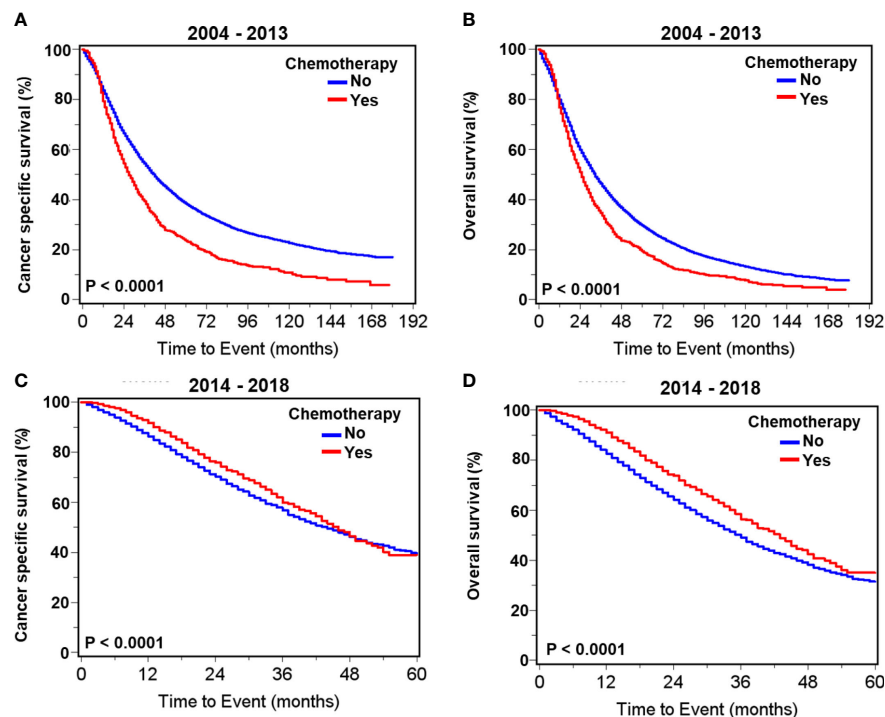 A
2004 - 2013
Chemotherapy
No
Yes
Cancer specific survival (%)
100
80
60
40
20
0
P < 0.0001
0 24 48 72 96 120 144 168 192
Time to Event (months)
B
2004 - 2013
Chemotherapy
No
Yes
Overall survival (%)
100
80
60
40
20
0
P < 0.0001
0 24 48 72 96 120 144 168 192
Time to Event (months)
C
2014 - 2018
Chemotherapy
No
Yes
Cancer specific survival (%)
100
80
60
40
20
0
P < 0.0001
0 12 24 36 48 60
Time to Event (months)
D
2014 - 2018
Chemotherapy
No
Yes
Overall survival (%)
100
80
60
40
20
0
P < 0.0001
0 12 24 36 48 60
Time to Event (months)